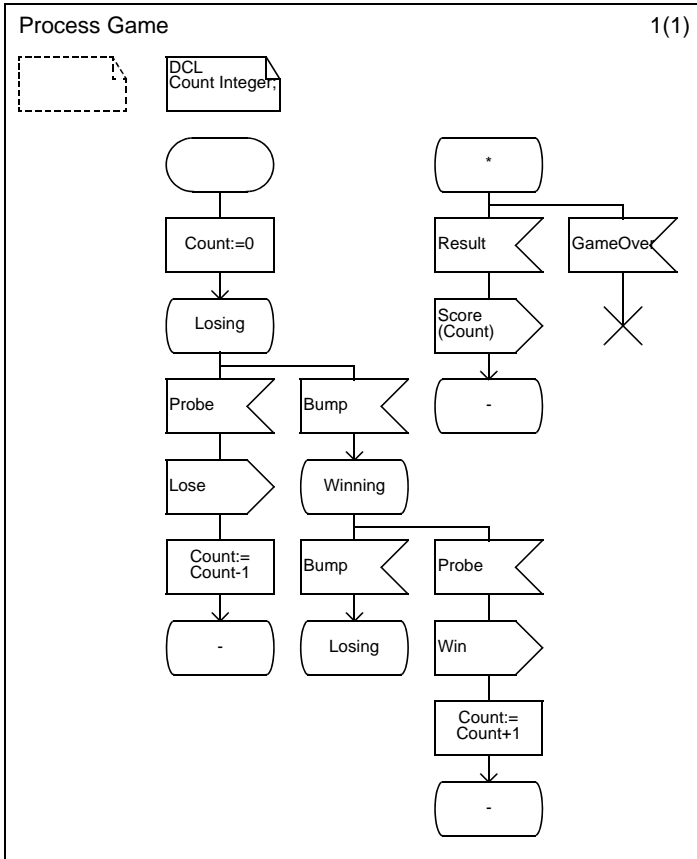 Process Game
1(1)
DCL
Count Integer;
*
Count:=0
Result
GameOver
Losing
Score
(Count)
Probe
Bump
-
Lose
Winning
Count:=
Count-1
Bump
Probe
-
Losing
Win
Count:=
Count+1
-